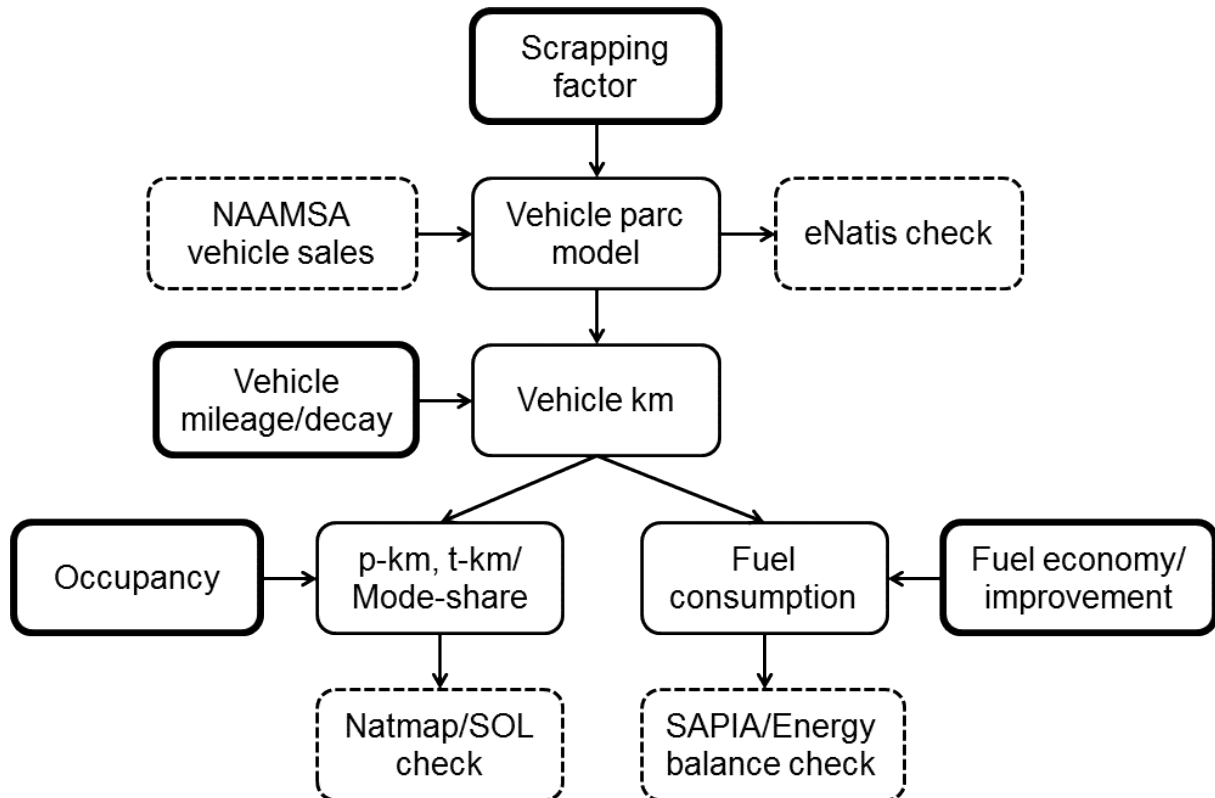 Scrapping
factor
NAAMSA
vehicle sales
Vehicle parc
model
eNatis check
Vehicle
mileage/decay
Vehicle km
Occupancy
p-km, t-km/
Mode-share
Fuel
consumption
Fuel economy/
improvement
Natmap/SOL
check
SAPIA/Energy
balance check